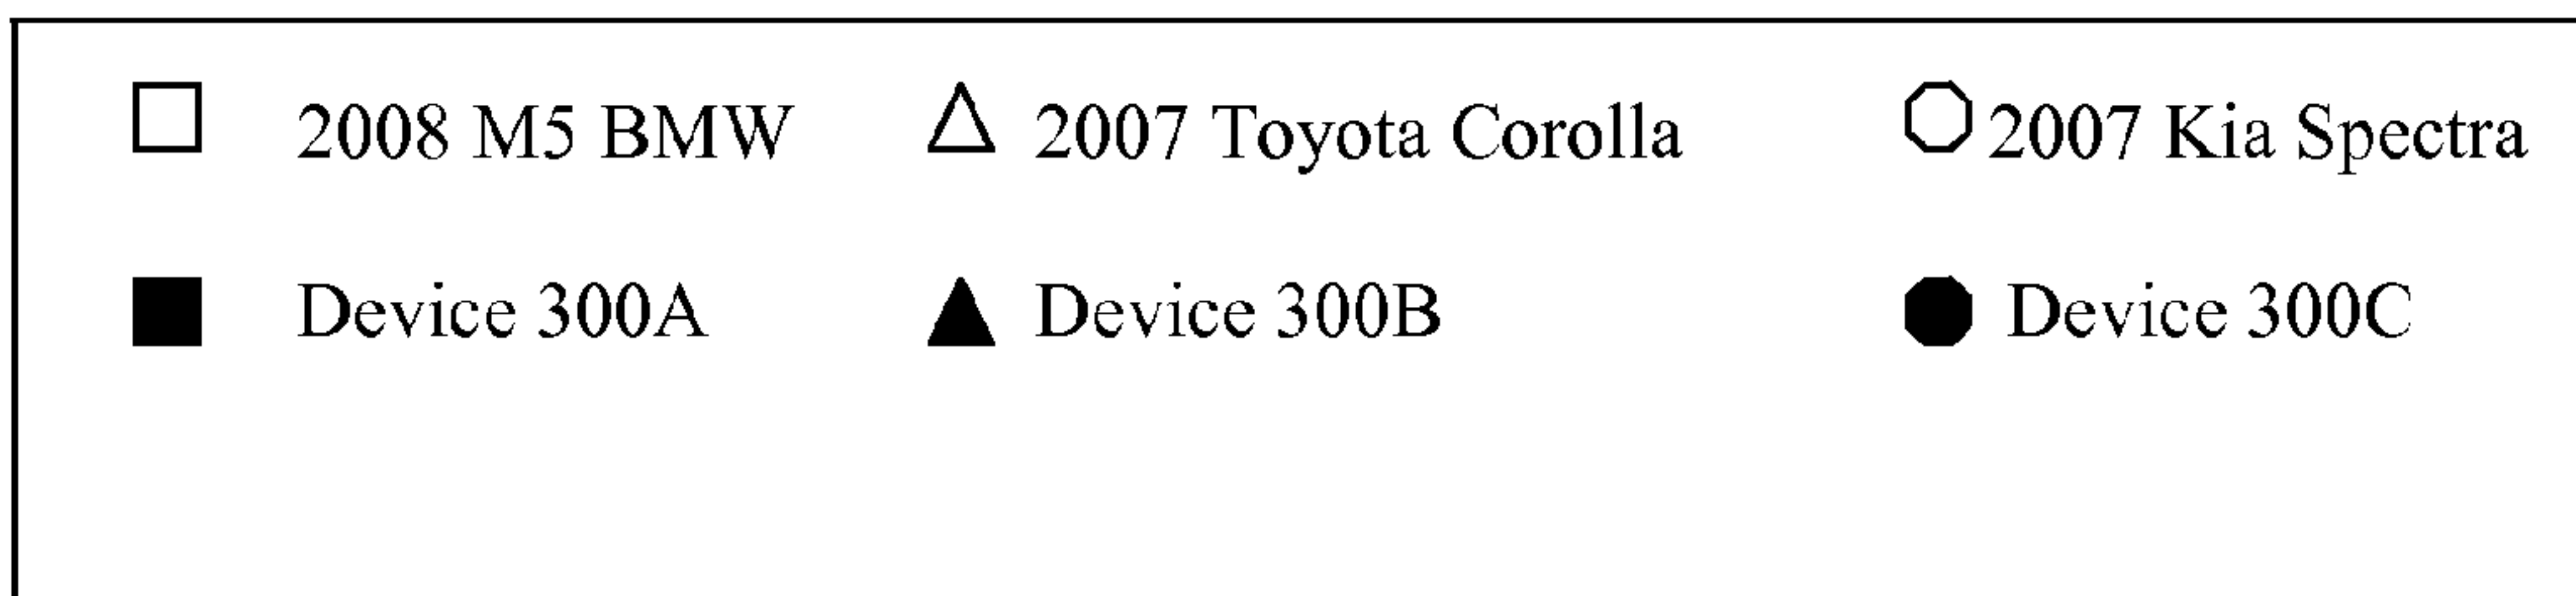 2008 M5 BMW 2007 Toyota Corolla 2007 Kia Spectra
Device 300A Device 300B Device 300C